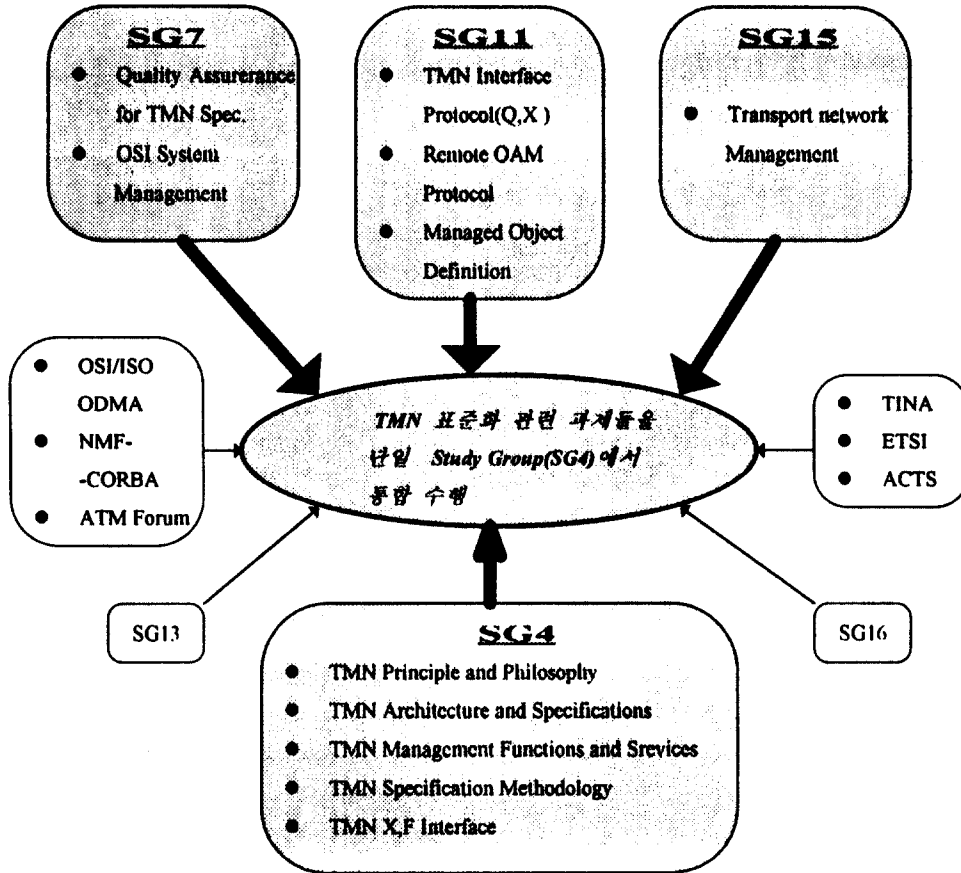 SG7
● Quality Assurerance
for TMN Spec.
● OSI System
Management
SG11
● TMN Interface
Protocol(Q,X )
● Remote OAM
Protocol
● Managed Object
Definition
SG15
● Transport network
Management
● OSI/ISO
ODMA
● NMF-
-CORBA
● ATM Forum
TMN 표준화 관련 과제들을
단일 Study Group(SG4)에서
통합 수행
● TINA
● ETSI
● ACTS
SG13
SG16
SG4
● TMN Principle and Philosophy
● TMN Architecture and Specifications
● TMN Management Functions and Srevices
● TMN Specification Methodology
● TMN X,F Interface